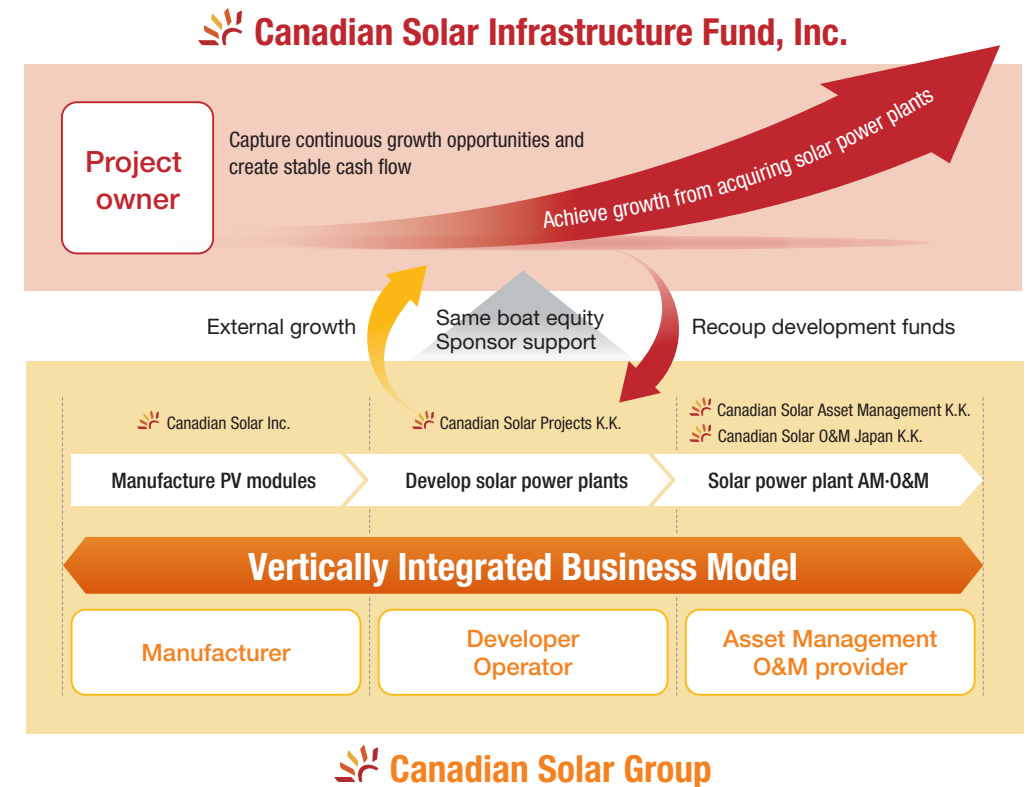 Canadian Solar Infrastructure Fund, Inc.
Project
owner
Capture continuous growth opportunities and
create stable cash flow
Achieve growth from acquiring solar power plants
External growth
Same boat equity
Sponsor support
Recoup development funds
Canadian Solar Inc.
Canadian Solar Projects K.K.
Canadian Solar Asset Management K.K.
Canadian Solar O&M Japan K.K.
Manufacture PV modules
Develop solar power plants
Solar power plant AM·O&M
Vertically Integrated Business Model
Manufacturer
Developer
Operator
Asset Management
O&M provider
Canadian Solar Group